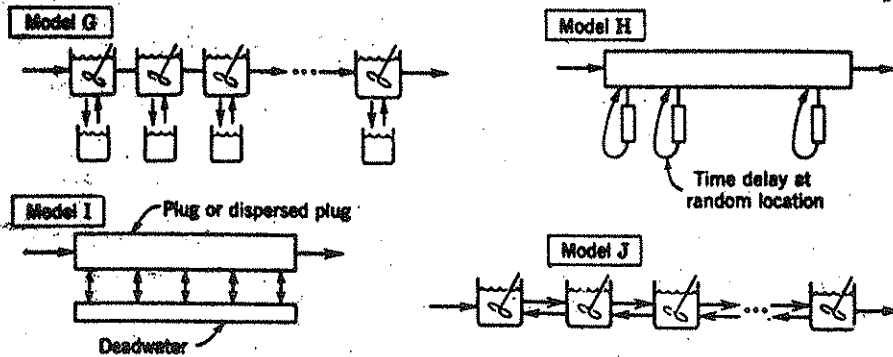 Model G
Model H
Time delay at
random location
Model I
Plug or dispersed plug
Deadwater
Model J